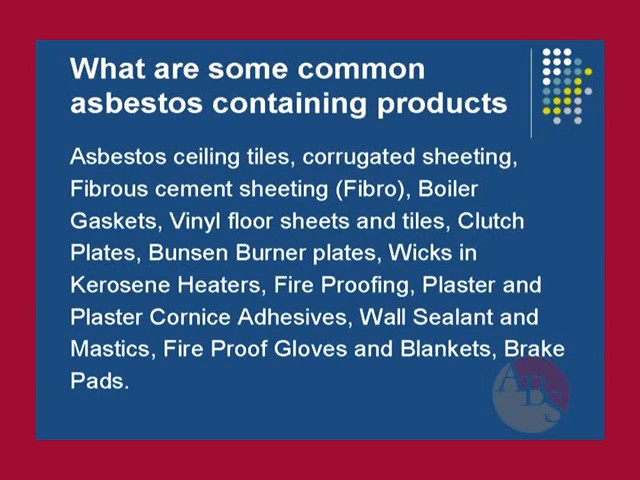 What are some common
asbestos containing products
Asbestos ceiling tiles, corrugated sheeting,
Fibrous cement sheeting (Fibro), Boiler
Gaskets, Vinyl floor sheets and tiles, Clutch
Plates, Bunsen Burner plates, Wicks in
Kerosene Heaters, Fire Proofing, Plaster and
Plaster Cornice Adhesives, Wall Sealant and
Mastics, Fire Proof Gloves and Blankets, Brake
Pads.
ABS